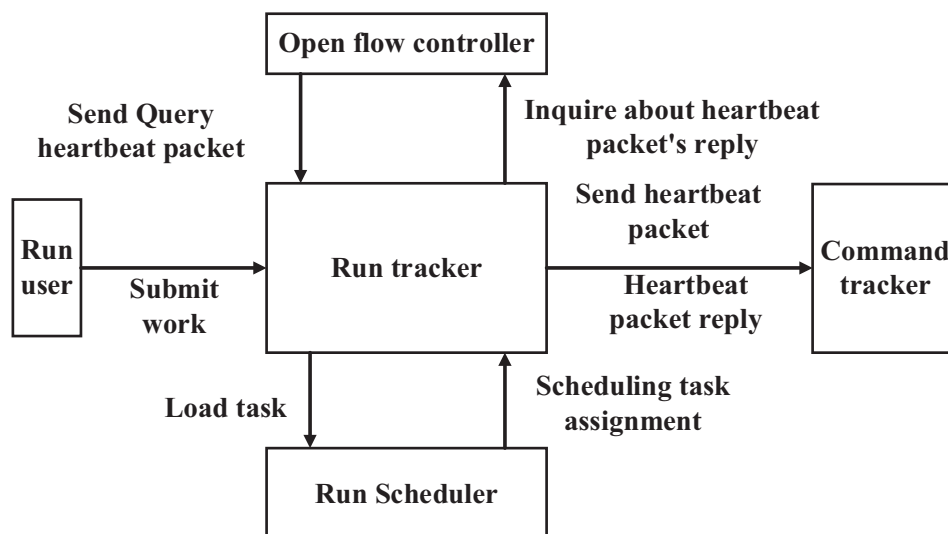 Open flow controller
Send Query
heartbeat packet
Inquire about heartbeat
packet's reply
Run
user
Submit
work
Run tracker
Send heartbeat
packet
Heartbeat
packet reply
Command
tracker
Load task
Scheduling task
assignment
Run Scheduler